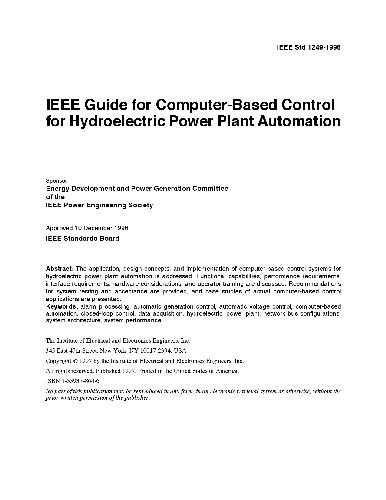 IEEE Std 1249-1996
IEEE Guide for Computer-Based Control
for Hydroelectric Power Plant Automation
Sponsor
Energy Development and Power Generation Committee
of the
IEEE Power Engineering Society
Approved 10 December 1996
IEEE Standards Board
Abstract: The application, design concepts, and implementation of computer-based control systems for
hydroelectric power plant automation is addressed. Functional capabilities, performance requirements,
interface requirements, hardware considerations, and operator training are discussed. Recommendations
for system testing and acceptance are provided, and case studies of actual computer-based control
applications are presented.
Keywords: alarm processing, automatic generation control, automatic voltage control, computer-based
automation, closed-loop control, data acquisition, hydroelectric power plant, network bus configurations,
system architecture, system performance
The Institute of Electrical and Electronics Engineers, Inc.
345 East 47th Street, New York, NY 10017-2394, USA
Copyright © 1997 by the Institute of Electrical and Electronics Engineers, Inc.
All rights reserved. Published 1997. Printed in the United States of America.
ISBN
No part of this publication may be reproduced in any form, in an electronic retrieval system or otherwise, without the
prior written permission of the publisher.